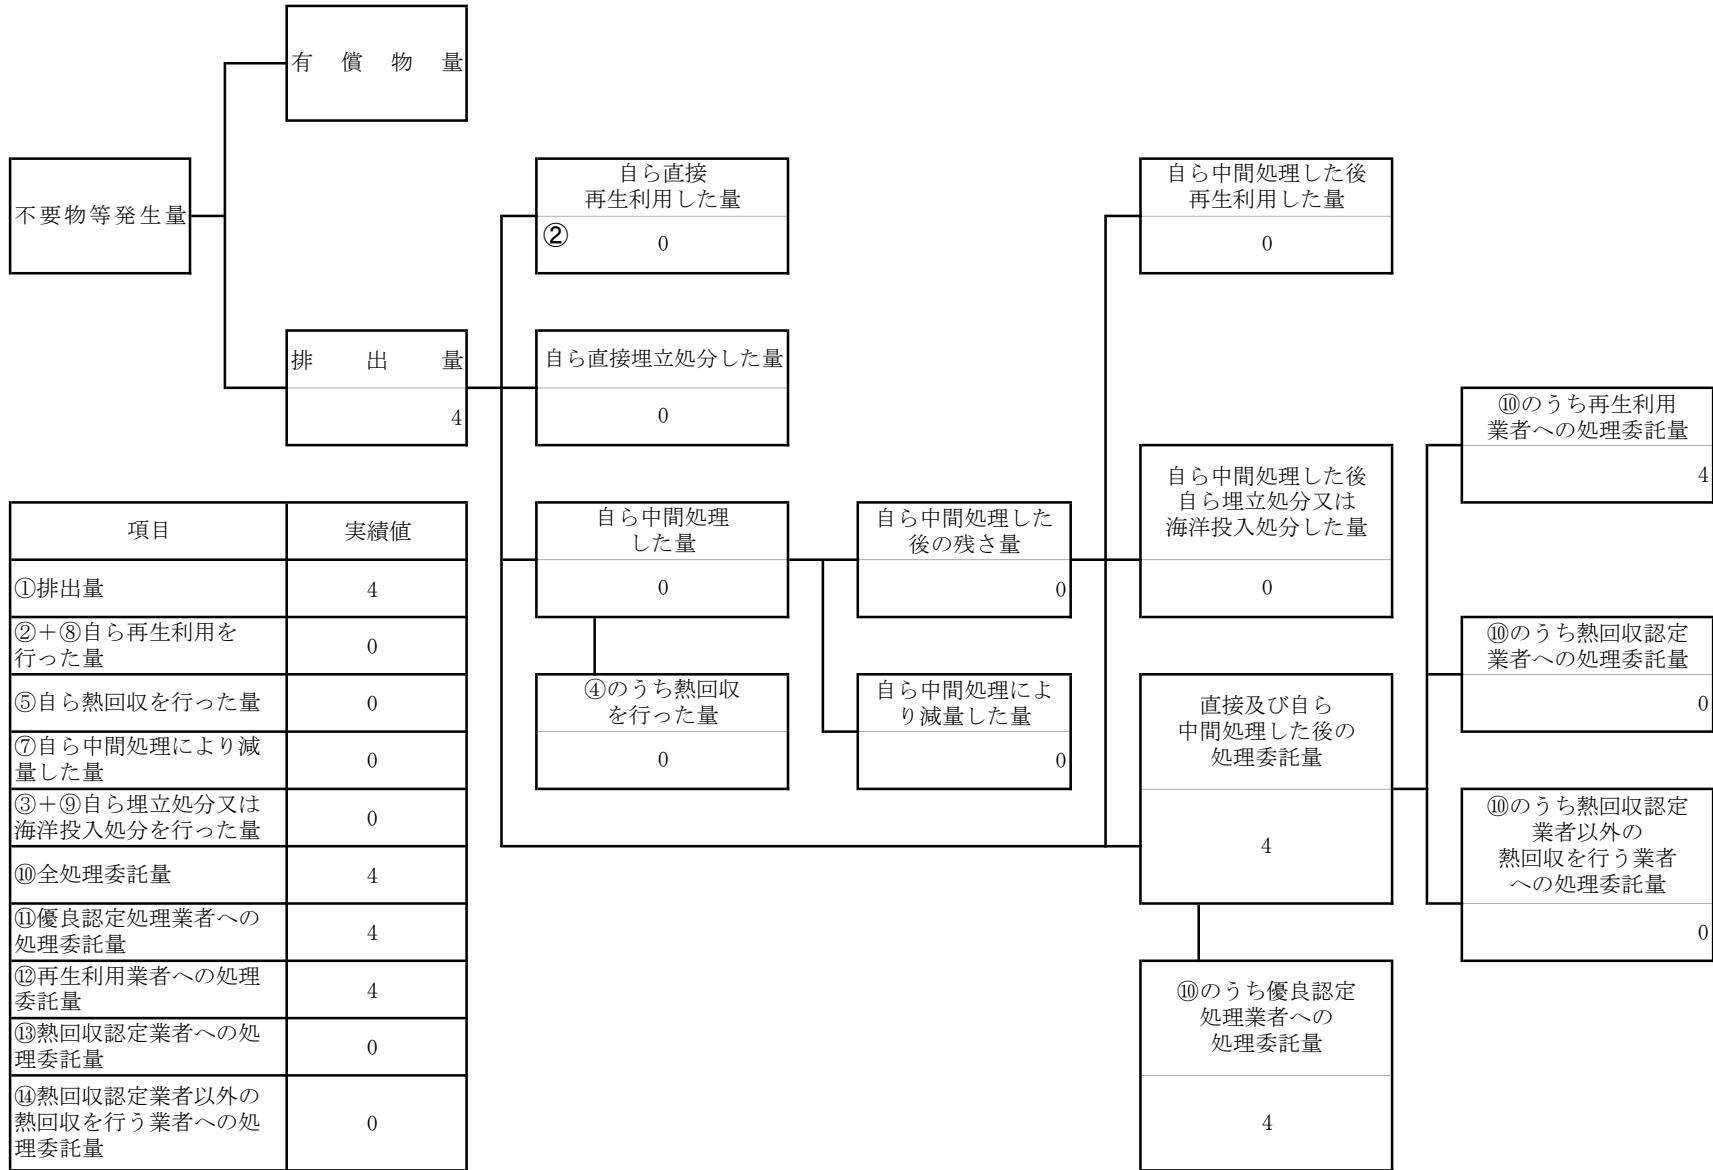 有償物量
不要物等発生量
自ら直接
再生利用した量
②
0
自ら中間処理した後
再生利用した量
0
排出量
4
自ら直接埋立処分した量
0
⑩のうち再生利用
業者への処理委託量
4
自ら中間処理
した量
0
自ら中間処理した
後の残さ量
0
自ら中間処理した後
自ら埋立処分又は
海洋投入処分した量
0
⑩のうち熱回収認定
業者への処理委託量
0
④のうち熱回収
を行った量
0
自ら中間処理によ
り減量した量
0
直接及び自ら
中間処理した後の
処理委託量
4
⑩のうち熱回収認定
業者以外の
熱回収を行う業者
への処理委託量
0
⑩のうち優良認定
処理業者への
処理委託量
4
項目 実績値
①排出量 4
②+⑧自ら再生利用を
行った量 0
⑤自ら熱回収を行った量 0
⑦自ら中間処理により減
量した量 0
③+⑨自ら埋立処分又は
海洋投入処分を行った量 0
⑩全処理委託量 4
⑪優良認定処理業者への
処理委託量 4
⑫再生利用業者への処理
委託量 4
⑬熱回収認定業者への処
理委託量 0
⑭熱回収認定業者以外の
熱回収を行う業者への処
理委託量 0